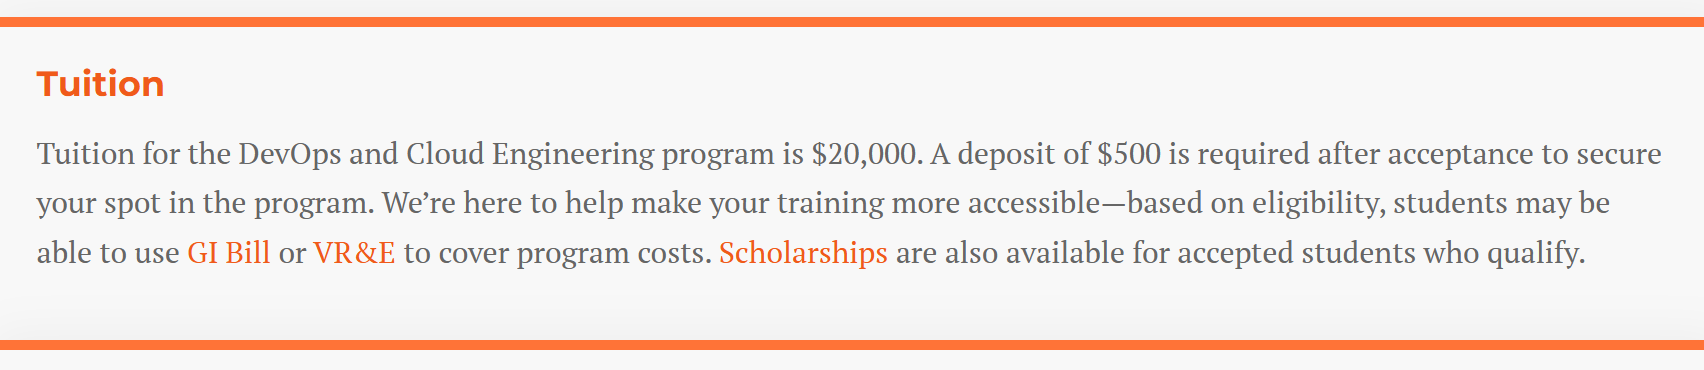 Tuition
Tuition for the DevOps and Cloud Engineering program is $20,000. A deposit of $500 is required after acceptance to secure
your spot in the program. We’re here to help make your training more accessible—based on eligibility, students may be
able to use GI Bill or VR&E to cover program costs. Scholarships are also available for accepted students who qualify.